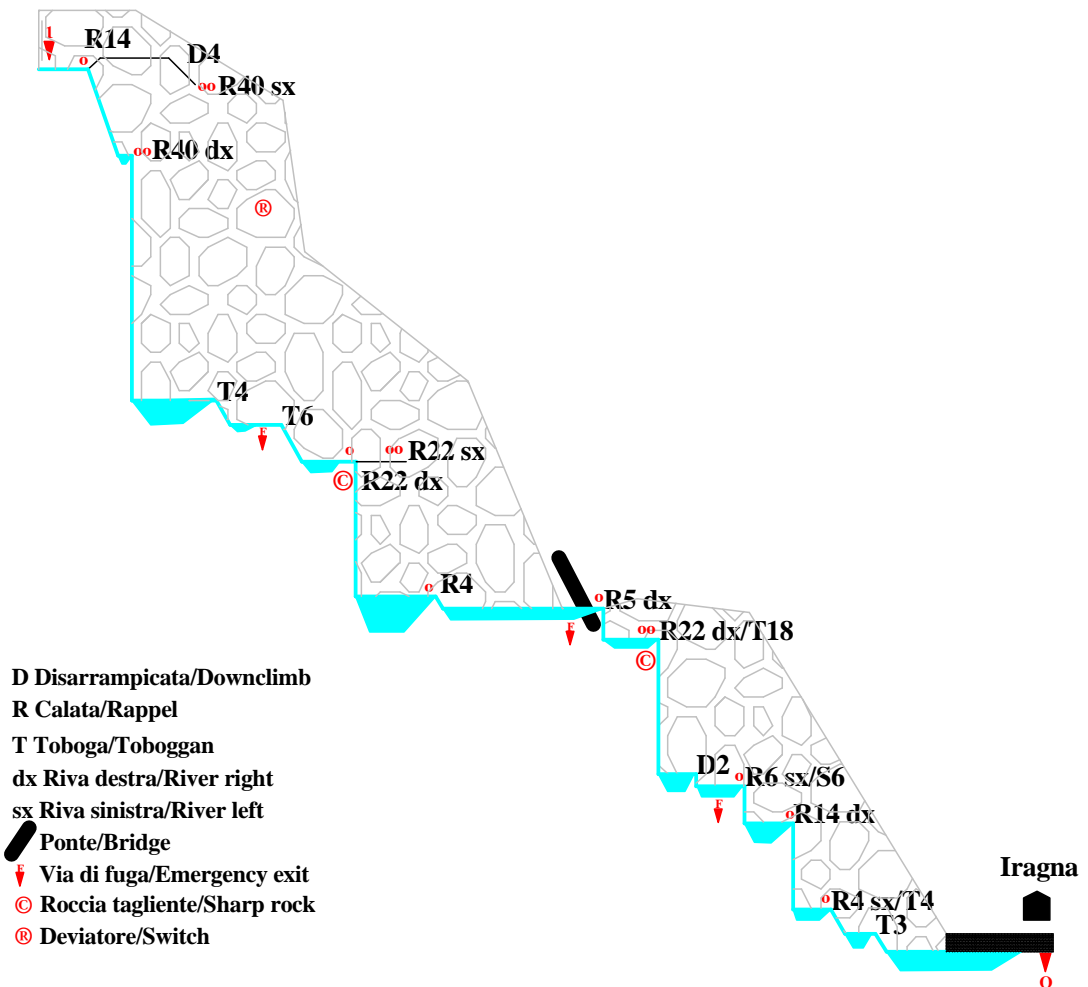 1
R14
D4
R40 sx
R40 dx
®
T4
T6
E
R22 sx
© R22 dx
R4
R5 dx
E
R22 dx/T18
©
D2
R6 sx/S6
E
R14 dx
R4 sx/T4
T3
Iragna
O
D Disarrampicata/Downclimb
R Calata/Rappel
T Toboga/Toboggan
dx Riva destra/River right
sx Riva sinistra/River left
Ponte/Bridge
E Via di fuga/Emergency exit
© Roccia tagliente/Sharp rock
® Deviatore/Switch